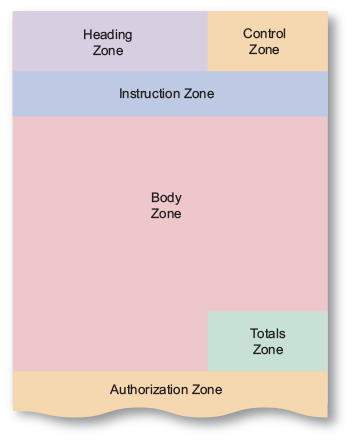 Heading
Zone
Control
Zone
Instruction Zone
Body
Zone
Totals
Zone
Authorization Zone